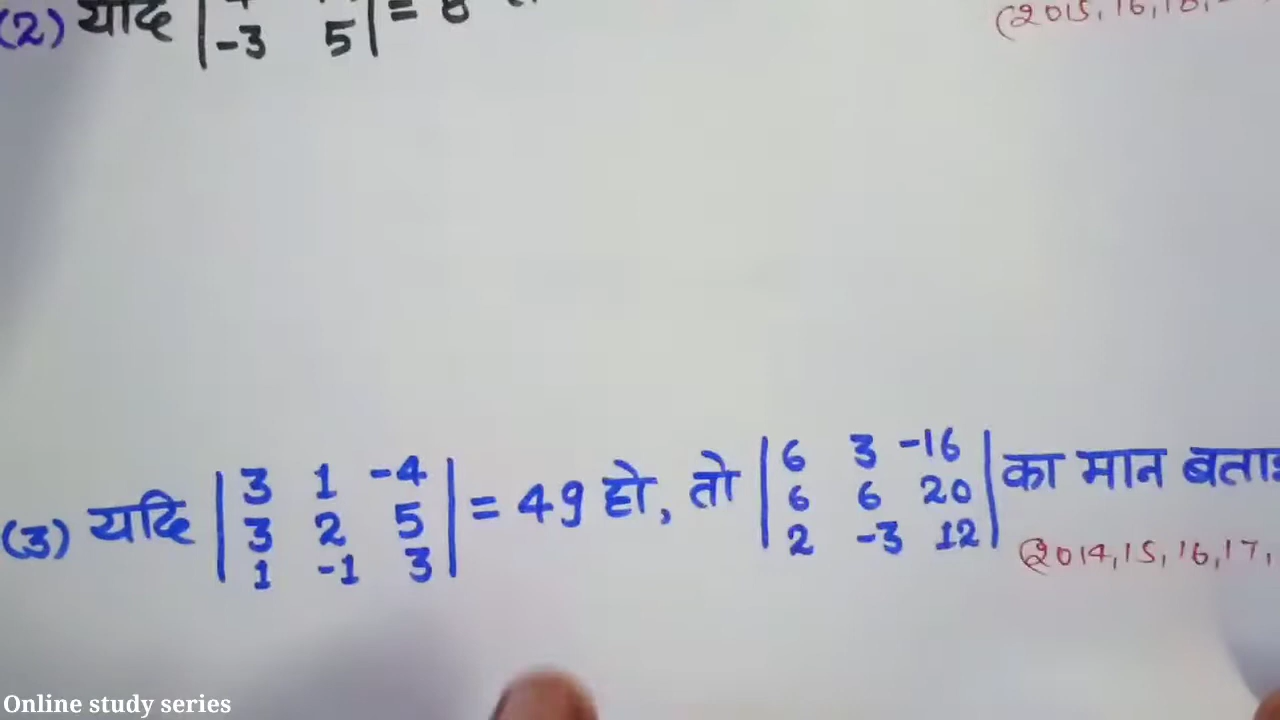 (2) यदि | -3 5 | = 8
(2015, 16, 18,
(3) यदि | 3 1 -4 | = 49 हो, तो | 6 3 -16 | का मान बता
| 3 2 5 | | 6 6 20 |
| 1 -1 3 | | 2 -3 12 |
(2014, 15, 16, 17,
Online study series